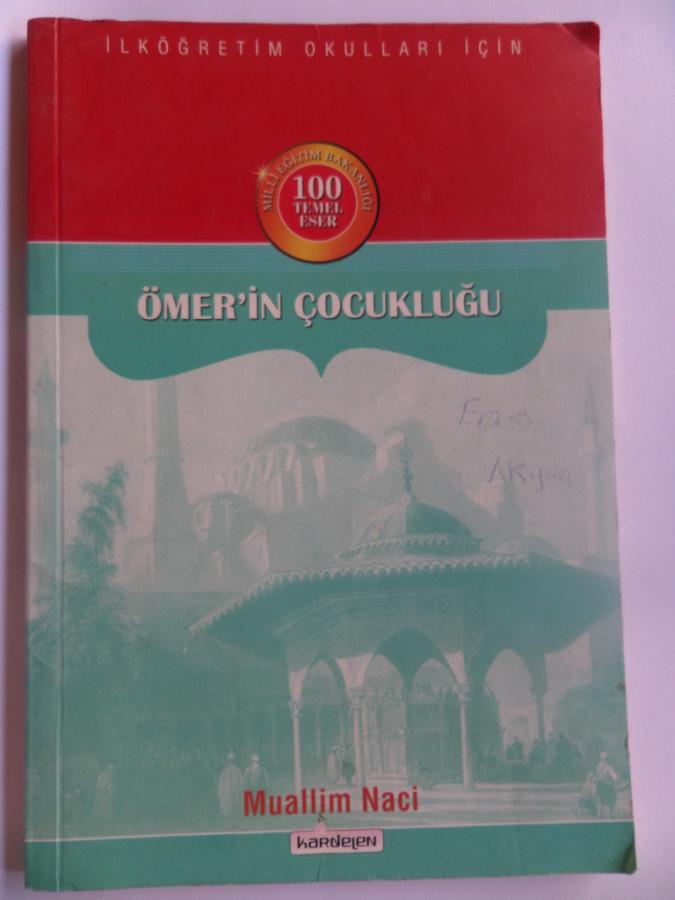 İLKÖĞRETİM OKULLARI İÇİN
MİLLİ EĞİTİM BAKANLIĞI
100
TEMEL
ESER
ÖMER'İN ÇOCUKLUĞU
Muallim Naci
KARDELEN